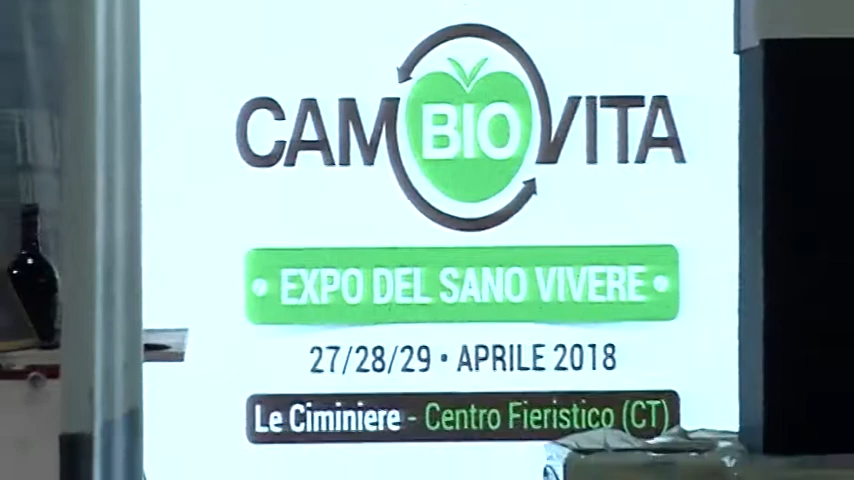 CAMBIOVITA
EXPO DEL SANO VIVERE
27/28/29 • APRILE 2018
Le Ciminiere - Centro Fieristico (CT)